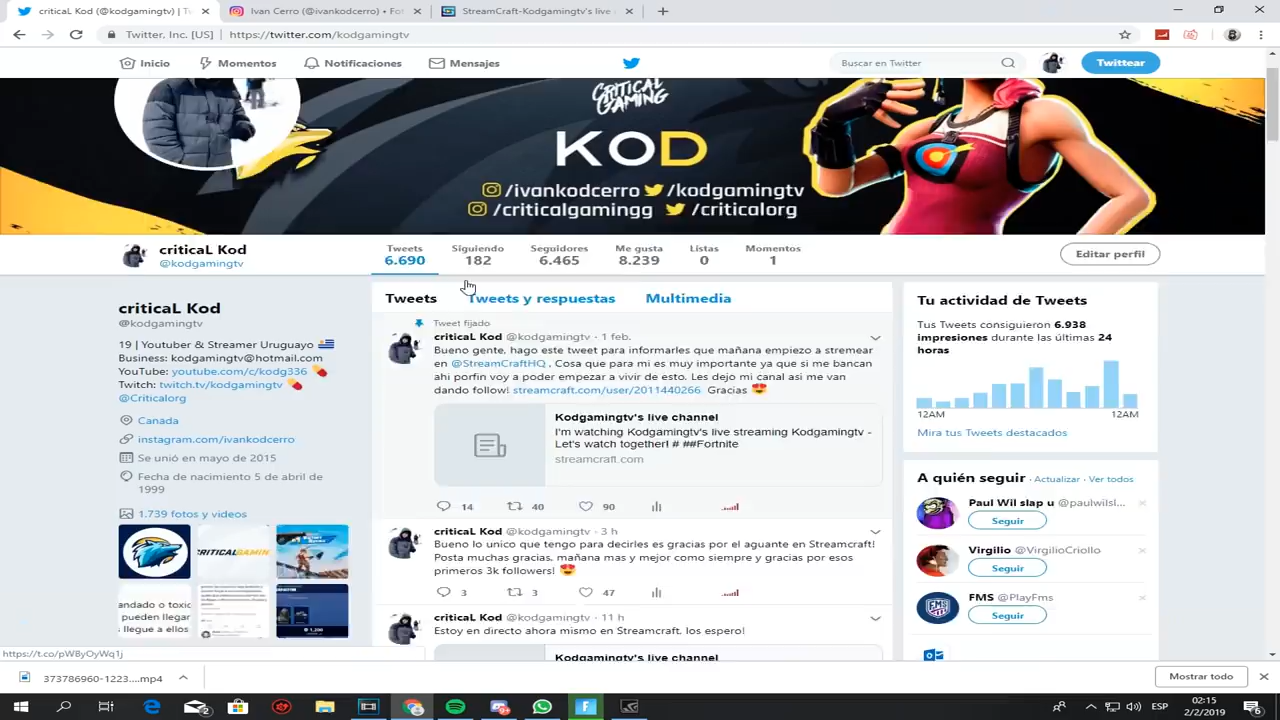 criticaL Kod (@kodgamingtv) | Tw
Ivan Cerro (@ivankodcerro) • Fot
StreamCraft-Kodgamingtv's live c
Twitter, Inc. [US] | https://twitter.com/kodgamingtv
Inicio
Momentos
Notificaciones
Mensajes
Buscar en Twitter
Twittear
CRITICAL GAMING
KOD
/ivankodcerro /kodgamingtv
/criticalgamingg /criticalorg
criticaL Kod
@kodgamingtv
Tweets 6.690
Siguiendo 182
Seguidores 6.465
Me gusta 8.239
Listas 0
Momentos 1
Editar perfil
criticaL Kod
@kodgamingtv
19 | Youtuber & Streamer Uruguayo 🇺🇾
Business: kodgamingtv@hotmail.com
YouTube: youtube.com/c/kodg336 💊
Twitch: twitch.tv/kodgamingtv 💊
@Criticalorg
Canada
instagram.com/ivankodcerro
Se unió en mayo de 2015
Fecha de nacimiento 5 de abril de
1999
1.739 fotos y videos
CRITICALGAMIN
andado o toxic
pueden llegar
llegue a ellos
Tweets
Tweets y respuestas
Multimedia
Tweet fijado
criticaL Kod @kodgamingtv · 1 feb.
Bueno gente, hago este tweet para informarles que mañana empiezo a stremear
en @StreamCraftHQ , Cosa que para mi es muy importante ya que si me bancan
ahi porfin voy a poder empezar a vivir de esto. Les dejo mi canal asi me van
dando follow! streamcraft.com/user/2011440266 Gracias 😍
Kodgamingtv's live channel
I'm watching Kodgamingtv's live streaming Kodgamingtv -
Let's watch together! # ##Fortnite
streamcraft.com
14 40 90
criticaL Kod @kodgamingtv · 3 h
Bueno lo unico que tengo para decirles es gracias por el aguante en Streamcraft!
Posta muchas gracias, mañana mas y mejor como siempre y gracias por esos
primeros 3k followers! 😍
3 3 47
criticaL Kod @kodgamingtv · 11 h
Estoy en directo ahora mismo en Streamcraft, los espero!
Kodgamingtv's live channel
Tu actividad de Tweets
Tus Tweets consiguieron 6.938
impresiones durante las últimas 24
horas
12AM 12AM
Mira tus Tweets destacados
A quién seguir · Actualizar · Ver todos
Paul Wil slap u @paulwilsl...
Seguir
Virgilio @VirgilioCriollo
Seguir
FMS @PlayFms
Seguir
https://t.co/pW8yOyWq1j
373786960-1223....mp4
Mostrar todo
ESP
02:15
2/2/2019